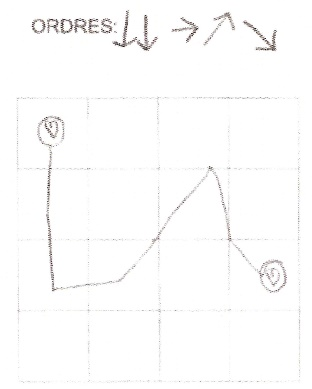 ORDRES: ↓↓ → ↗ ↘